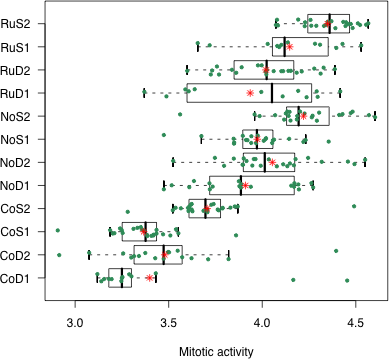 RuS2
RuS1
RuD2
RuD1
NoS2
NoS1
NoD2
NoD1
CoS2
CoS1
CoD2
CoD1
3.0 3.5 4.0 4.5
Mitotic activity